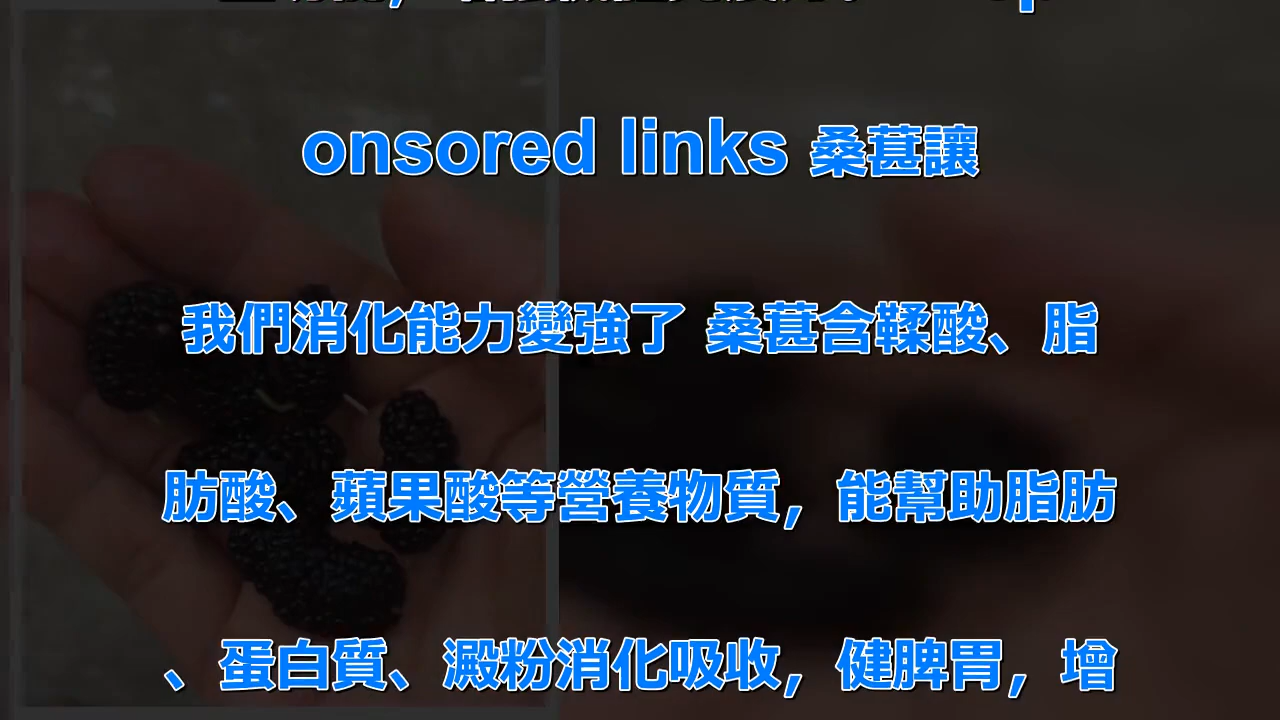 onsored links 桑葚讓
我們消化能力變強了 桑葚含鞣酸、脂
肪酸、蘋果酸等營養物質，能幫助脂肪
、蛋白質、澱粉消化吸收，健脾胃，增